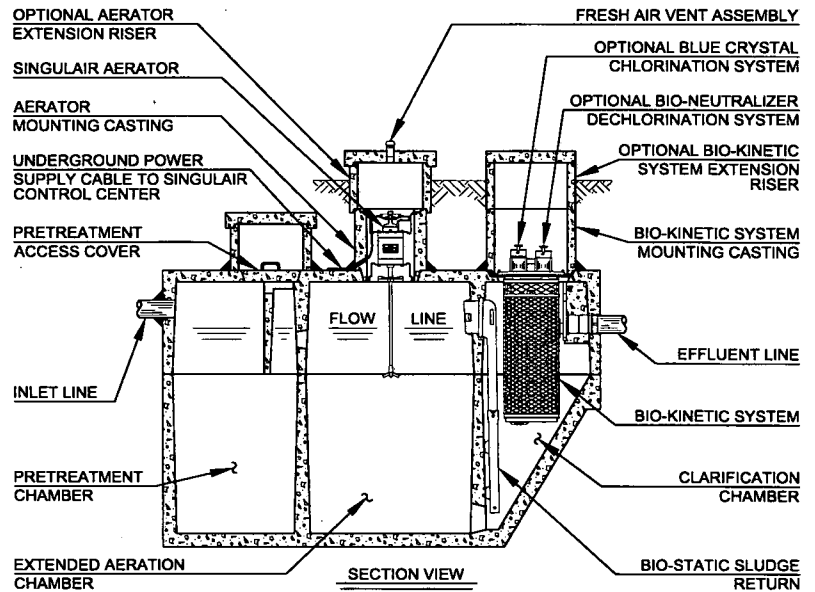 OPTIONAL AERATOR
EXTENSION RISER
SINGULAIR AERATOR
AERATOR
MOUNTING CASTING
UNDERGROUND POWER
SUPPLY CABLE TO SINGULAIR
CONTROL CENTER
PRETREATMENT
ACCESS COVER
INLET LINE
PRETREATMENT
CHAMBER
EXTENDED AERATION
CHAMBER
FLOW LINE
SECTION VIEW
FRESH AIR VENT ASSEMBLY
OPTIONAL BLUE CRYSTAL
CHLORINATION SYSTEM
OPTIONAL BIO-NEUTRALIZER
DECHLORINATION SYSTEM
OPTIONAL BIO-KINETIC
SYSTEM EXTENSION
RISER
BIO-KINETIC SYSTEM
MOUNTING CASTING
EFFLUENT LINE
BIO-KINETIC SYSTEM
CLARIFICATION
CHAMBER
BIO-STATIC SLUDGE
RETURN